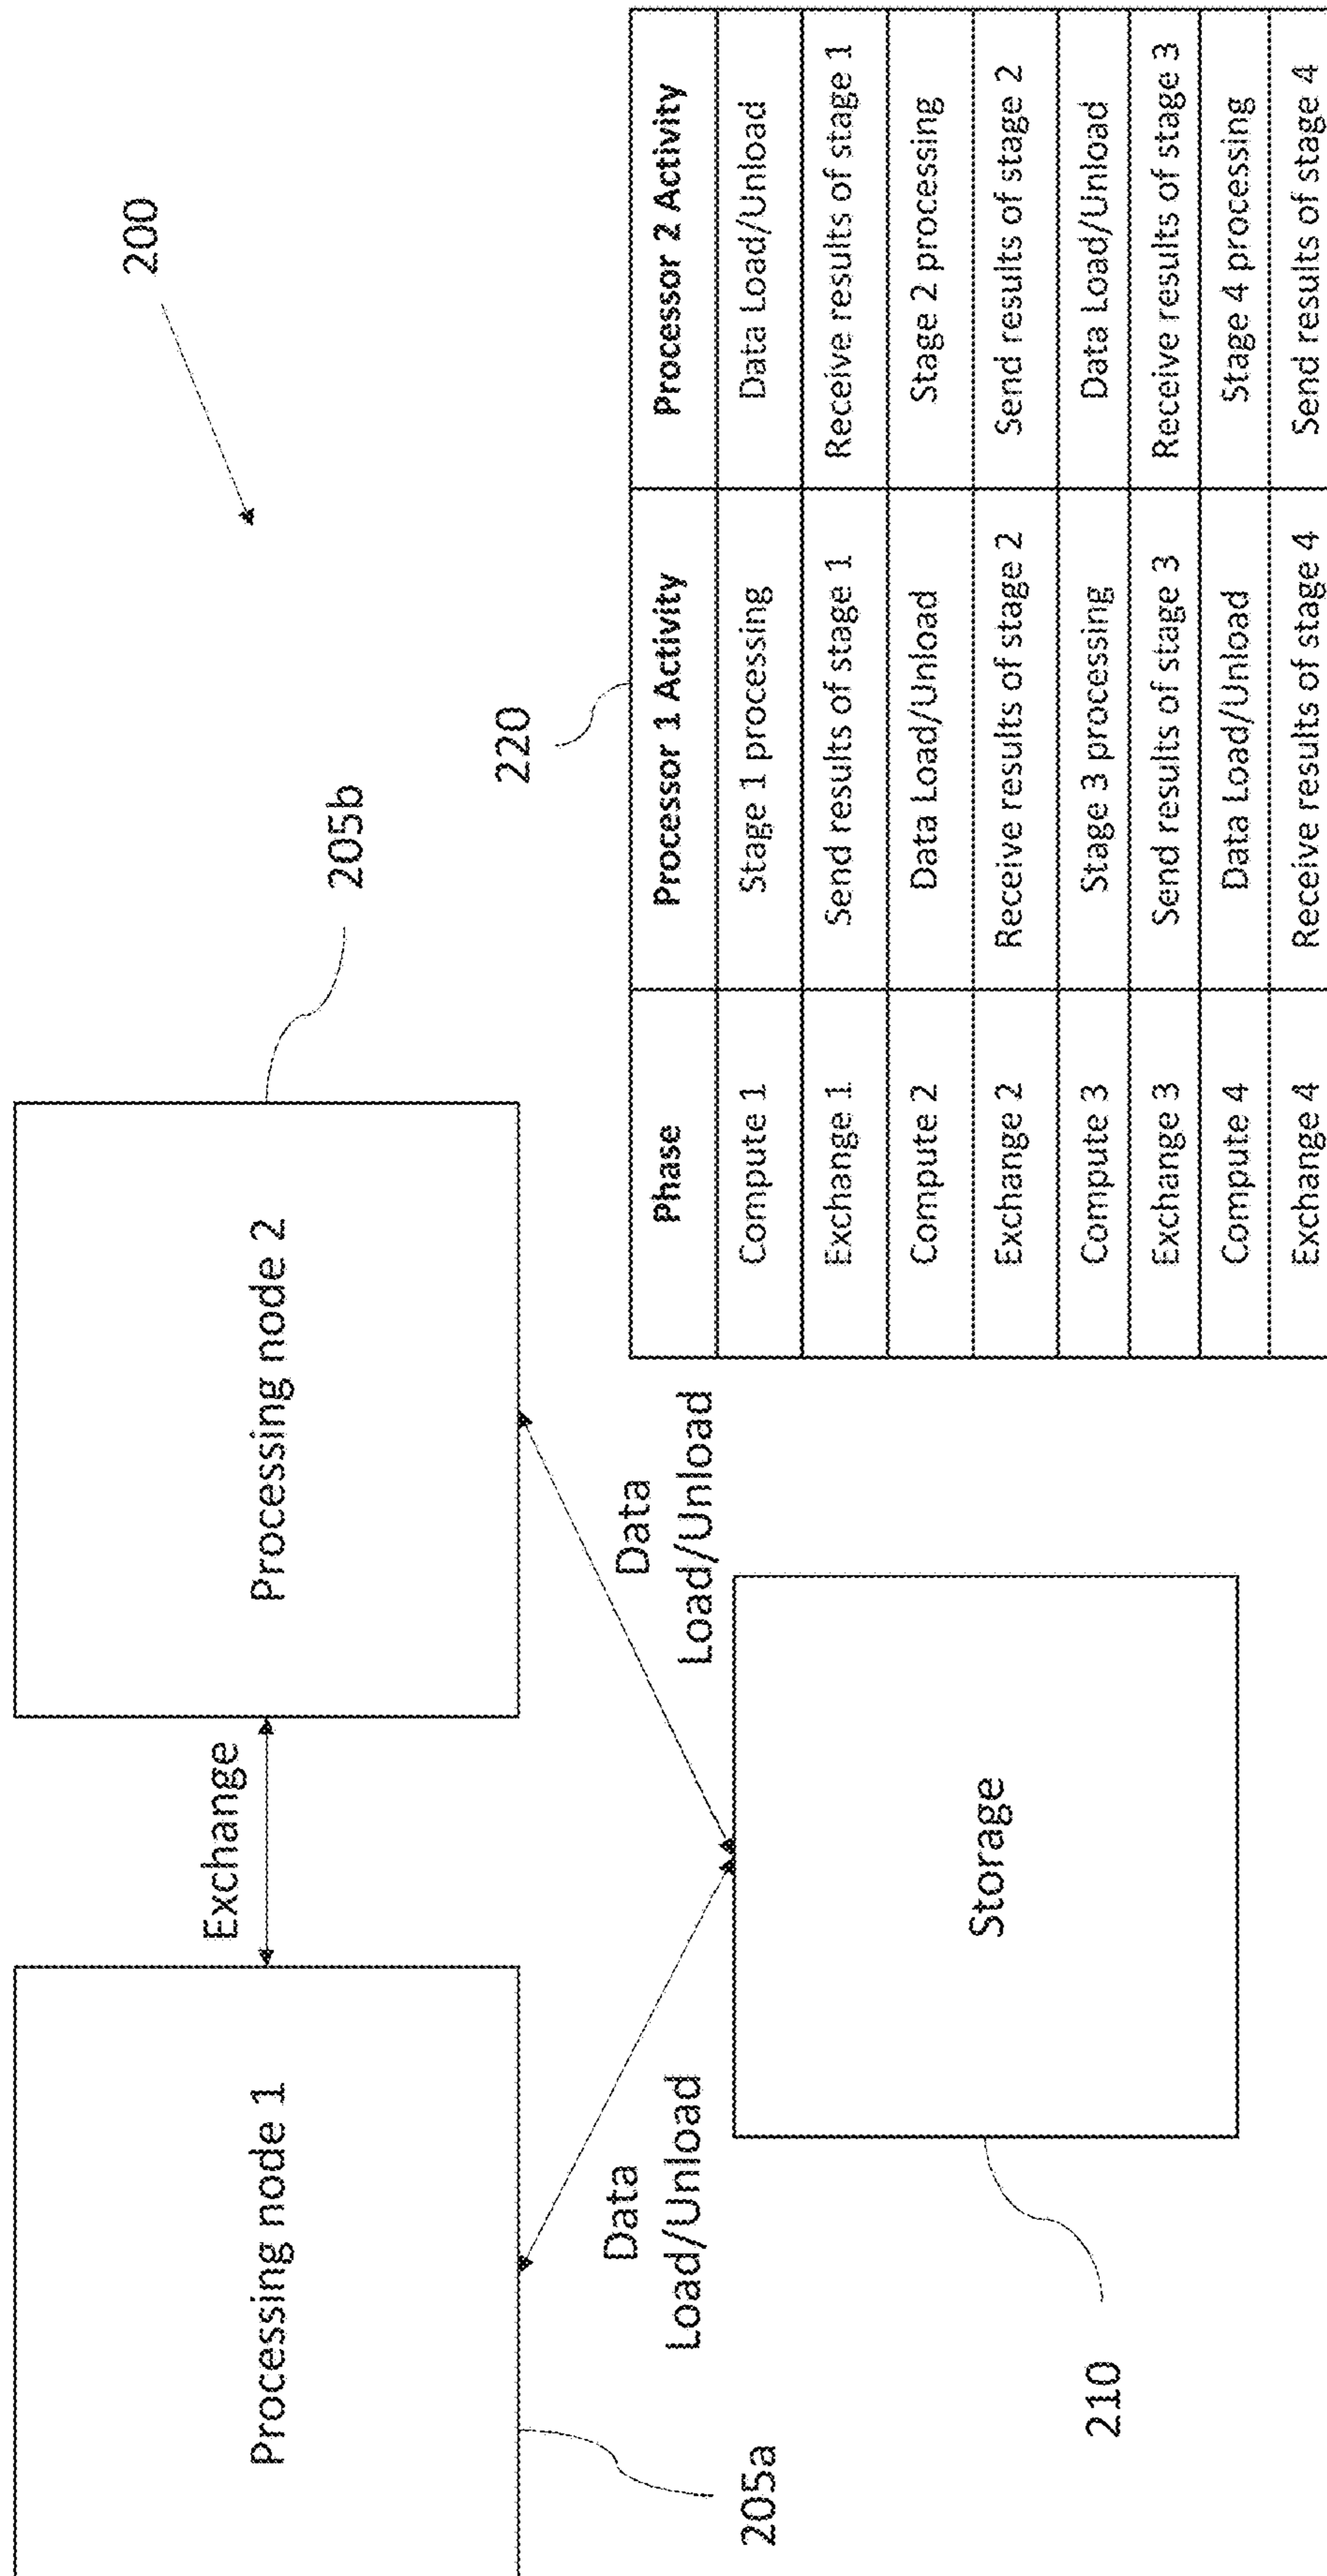 200
Processing node 1
Exchange
Processing node 2
205b
205a
Data
Load/Unload
Data
Load/Unload
Storage
210
220
Phase Processor 1 Activity Processor 2 Activity
Compute 1 Stage 1 processing Data Load/Unload
Exchange 1 Send results of stage 1 Receive results of stage 1
Compute 2 Data Load/Unload Stage 2 processing
Exchange 2 Receive results of stage 2 Send results of stage 2
Compute 3 Stage 3 processing Data Load/Unload
Exchange 3 Send results of stage 3 Receive results of stage 3
Compute 4 Data Load/Unload Stage 4 processing
Exchange 4 Receive results of stage 4 Send results of stage 4